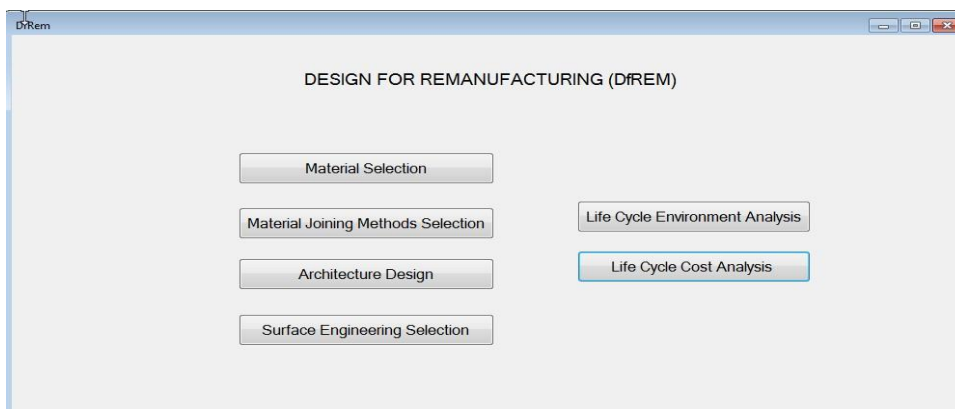 DfRem
DESIGN FOR REMANUFACTURING (DfREM)
Material Selection
Material Joining Methods Selection
Architecture Design
Surface Engineering Selection
Life Cycle Environment Analysis
Life Cycle Cost Analysis